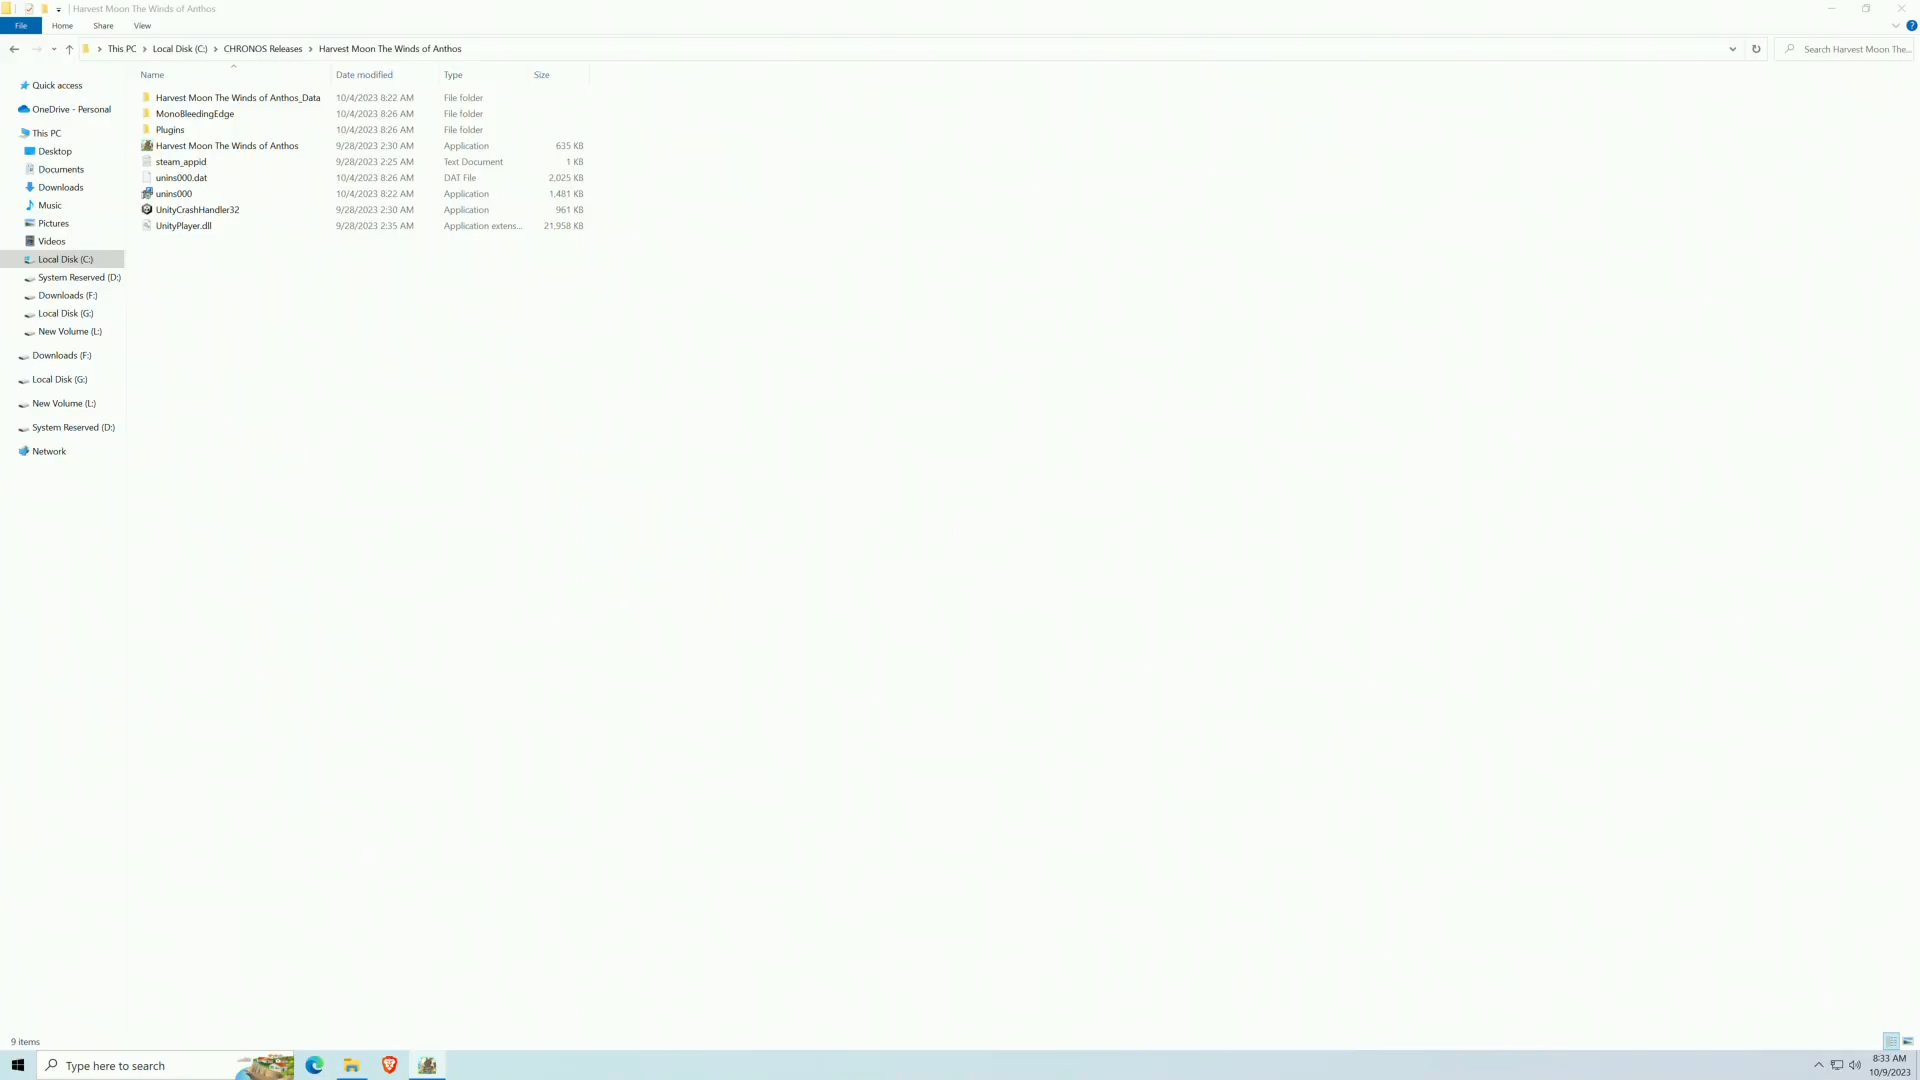 Harvest Moon The Winds of Anthos
File Home Share View
This PC Local Disk (C:) CHRONOS Releases Harvest Moon The Winds of Anthos Search Harvest Moon The...
Name Date modified Type Size
Quick access
OneDrive - Personal
This PC
Desktop
Documents
Downloads
Music
Pictures
Videos
Local Disk (C:)
System Reserved (D:)
Downloads (F:)
Local Disk (G:)
New Volume (L:)
Downloads (F:)
Local Disk (G:)
New Volume (L:)
System Reserved (D:)
Network
Harvest Moon The Winds of Anthos_Data 10/4/2023 8:22 AM File folder
MonoBleedingEdge 10/4/2023 8:26 AM File folder
Plugins 10/4/2023 8:26 AM File folder
Harvest Moon The Winds of Anthos 9/28/2023 2:30 AM Application 635 KB
steam_appid 9/28/2023 2:25 AM Text Document 1 KB
unins000.dat 10/4/2023 8:26 AM DAT File 2,025 KB
unins000 10/4/2023 8:22 AM Application 1,481 KB
UnityCrashHandler32 9/28/2023 2:30 AM Application 961 KB
UnityPlayer.dll 9/28/2023 2:35 AM Application extens... 21,958 KB
9 items
Type here to search
8:33 AM
10/9/2023